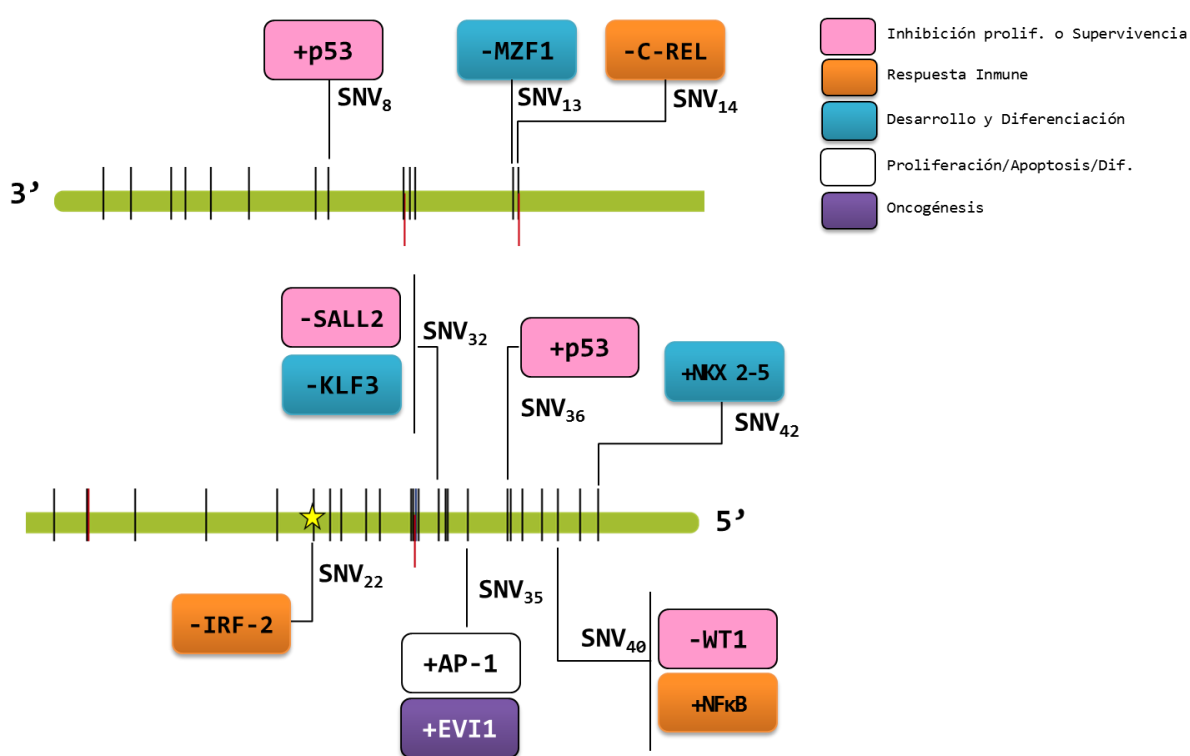 +p53
-MZF1
-C-REL
SNV8
SNV13
SNV14
Inhibición prolif. o Supervivencia
Respuesta Inmune
Desarrollo y Diferenciación
Proliferación/Apoptosis/Dif.
Oncogénesis
3’
-SALL2
-KLF3
SNV32
+p53
SNV36
+NKX 2-5
SNV42
5’
SNV22
-IRF-2
SNV35
+AP-1
+EVI1
SNV40
-WT1
+NFκB